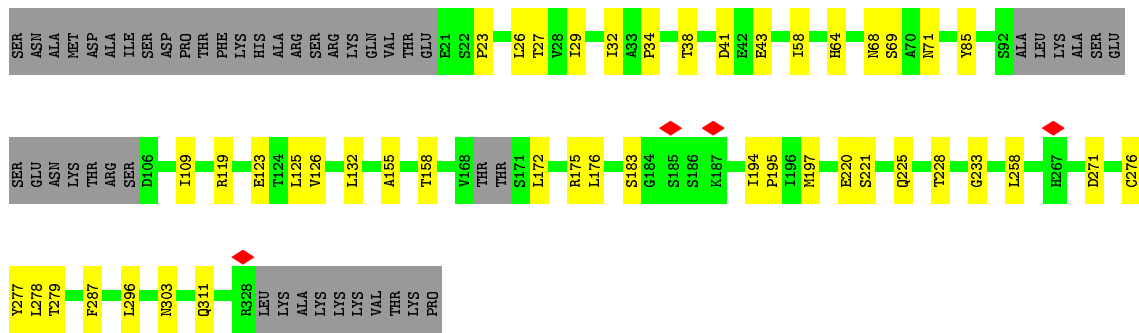 SER ASN ALA MET ASP ALA ILE SER ASP PRO THR PHE LYS HIS ALA ARG SER ARG LYS GLN VAL THR GLU E21 S22 P23 L26 T27 V28 I29 I32 A33 P34 T38 D41 E42 E43 I58 H64 N68 S69 A70 N71 Y85 S92 ALA LEU LYS ALA SER GLU
SER GLU ASN LYS THR ARG SER D106 I109 R119 E123 T124 L125 V126 L132 A155 T158 V168 THR THR S171 L172 R175 L176 S183 G184 S185 S186 K187 I194 P195 I196 M197 E220 S221 Q225 T228 G233 L258 H267 D271 C276
Y277 L278 T279 F287 L296 N303 Q311 R328 LEU LYS ALA LYS LYS LYS VAL THR LYS PRO